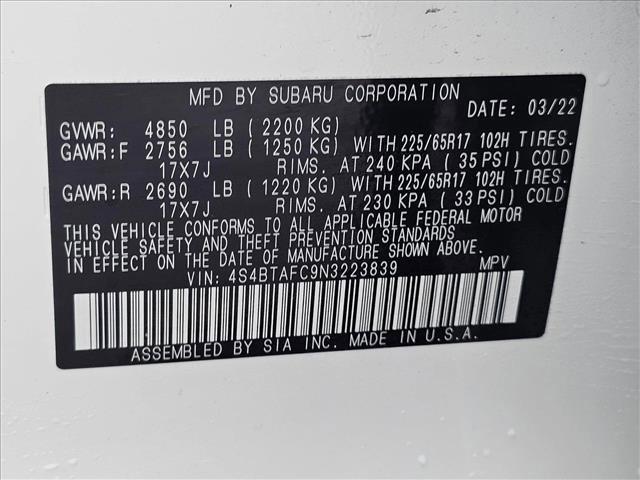 MFD BY SUBARU CORPORATION
DATE: 03/22
GVWR: 4850 LB (2200 KG)
GAWR:F 2756 LB (1250 KG) WITH 225/65R17 102H TIRES.
17X7J RIMS. AT 240 KPA (35 PSI) COLD
GAWR:R 2690 LB (1220 KG) WITH 225/65R17 102H TIRES.
17X7J RIMS. AT 230 KPA (33 PSI) COLD
THIS VEHICLE CONFORMS TO ALL APPLICABLE FEDERAL MOTOR
VEHICLE SAFETY AND THEFT PREVENTION STANDARDS
IN EFFECT ON THE DATE OF MANUFACTURE SHOWN ABOVE.
VIN: 4S4BTAFC9N3223839 MPV
ASSEMBLED BY SIA INC. MADE IN U.S.A.